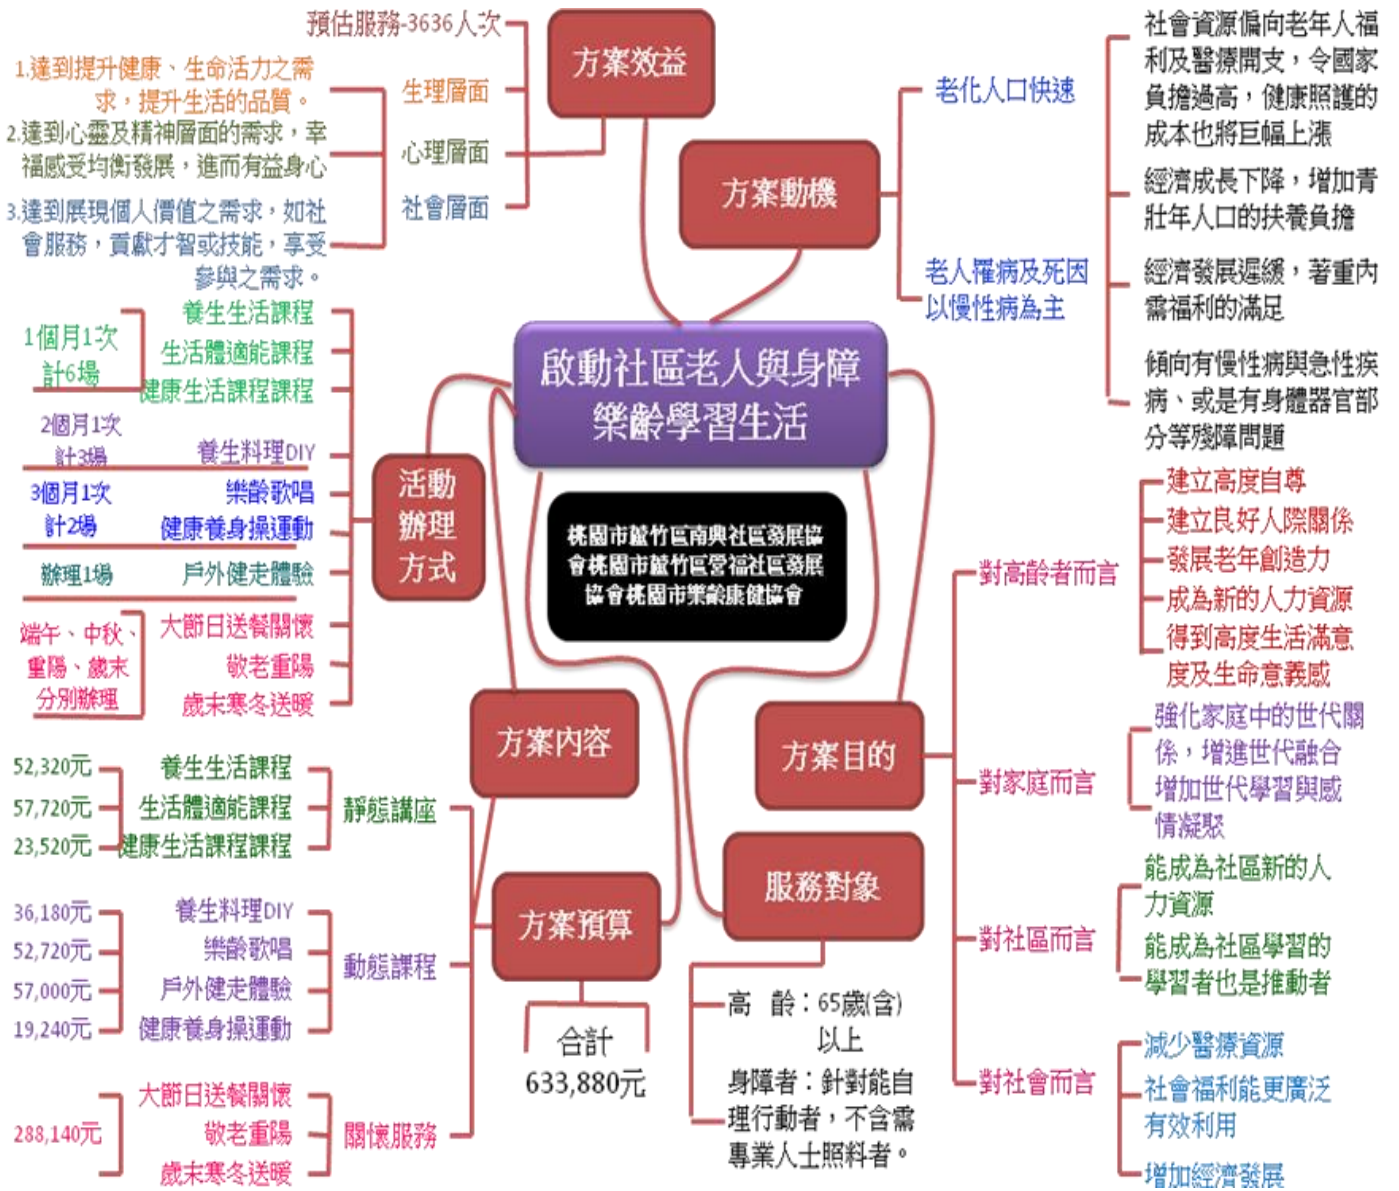 啟動社區老人與身障
樂齡學習生活
桃園市蘆竹區南興社區發展協
會桃園市蘆竹區營福社區發展
協會桃園市樂齡康健協會
方案效益
預估服務-3636人次
生理層面
心理層面
社會層面
1.達到提升健康、生命活力之需
求，提升生活的品質。
2.達到心靈及精神層面的需求，幸
福感受均衡發展，進而有益身心
3.達到展現個人價值之需求，如社
會服務，貢獻才智或技能，享受
參與之需求。
方案動機
老化人口快速
老人罹病及死因
以慢性病為主
社會資源偏向老年人福
利及醫療開支，令國家
負擔過高，健康照護的
成本也將巨幅上漲
經濟成長下降，增加青
壯年人口的扶養負擔
經濟發展遲緩，著重內
需福利的滿足
傾向有慢性病與急性疾
病、或是有身體器官部
分等殘障問題
活動
辦理
方式
養生生活課程
生活體適能課程
健康生活課程課程
1個月1次
計6場
養生料理DIY
2個月1次
計3場
樂齡歌唱
健康養身操運動
3個月1次
計2場
戶外健走體驗
辦理1場
大節日送餐關懷
敬老重陽
歲末寒冬送暖
端午、中秋、
重陽、歲末
分別辦理
方案內容
靜態講座
養生生活課程
52,320元
生活體適能課程
57,720元
健康生活課程課程
23,520元
動態課程
養生料理DIY
36,180元
樂齡歌唱
52,720元
戶外健走體驗
57,000元
健康養身操運動
19,240元
關懷服務
大節日送餐關懷
敬老重陽
歲末寒冬送暖
288,140元
方案預算
合計
633,880元
服務對象
高　齡：65歲(含)
以上
身障者：針對能自
理行動者，不含需
專業人士照料者。
方案目的
對高齡者而言
建立高度自尊
建立良好人際關係
發展老年創造力
成為新的人力資源
得到高度生活滿意
度及生命意義感
對家庭而言
強化家庭中的世代關
係，增進世代融合
增加世代學習與感
情凝聚
對社區而言
能成為社區新的人
力資源
能成為社區學習的
學習者也是推動者
對社會而言
減少醫療資源
社會福利能更廣泛
有效利用
增加經濟發展